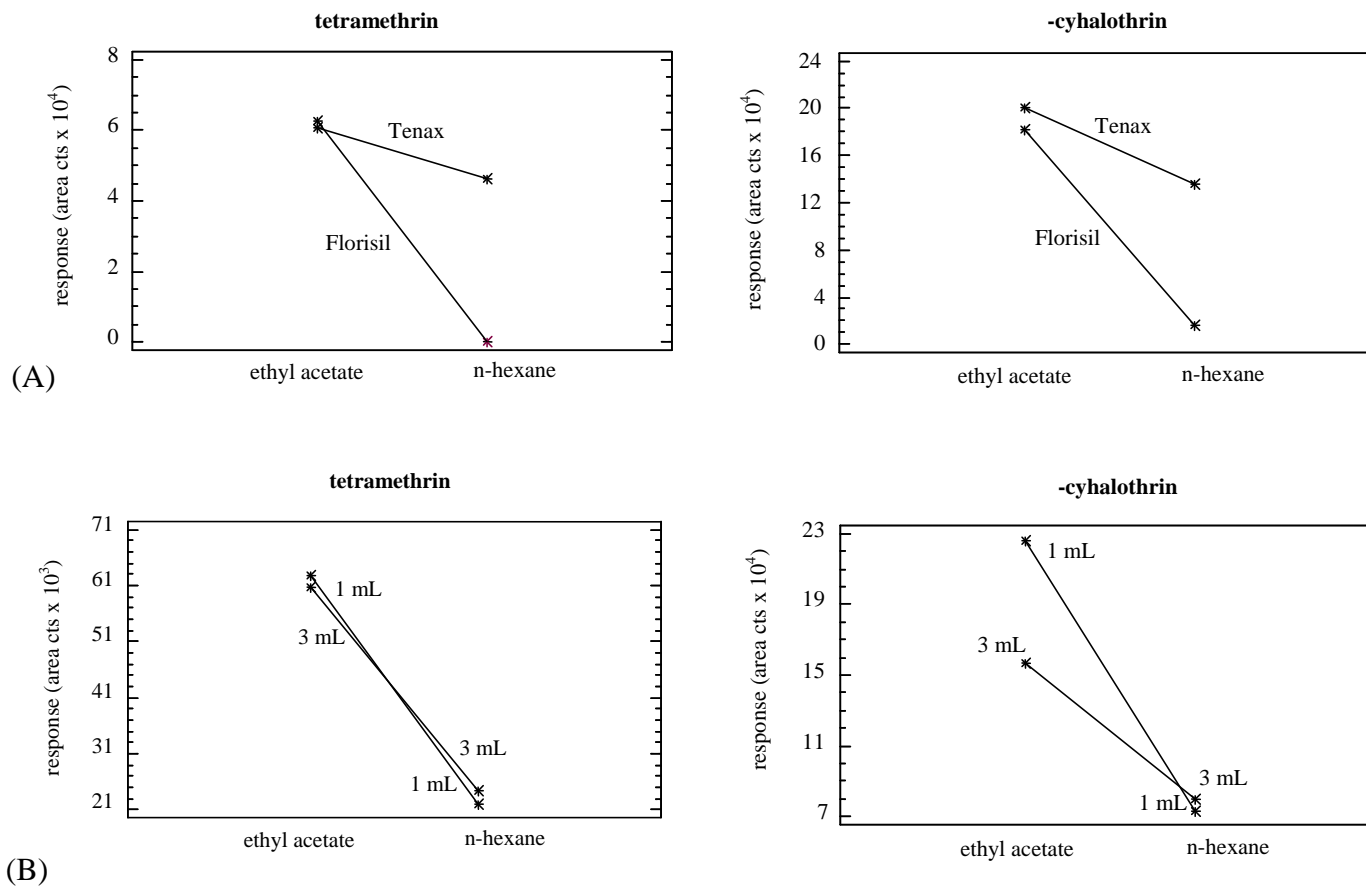 tetramethrin
response (area cts x 10⁴)
8
6
4
2
0
Tenax
Florisil
ethyl acetate
n-hexane
-cyhalothrin
response (area cts x 10⁴)
24
20
16
12
8
4
0
Tenax
Florisil
ethyl acetate
n-hexane
(A)
tetramethrin
response (area cts x 10³)
71
61
51
41
31
21
1 mL
3 mL
3 mL
1 mL
ethyl acetate
n-hexane
-cyhalothrin
response (area cts x 10⁴)
23
19
15
11
7
1 mL
3 mL
3 mL
1 mL
ethyl acetate
n-hexane
(B)